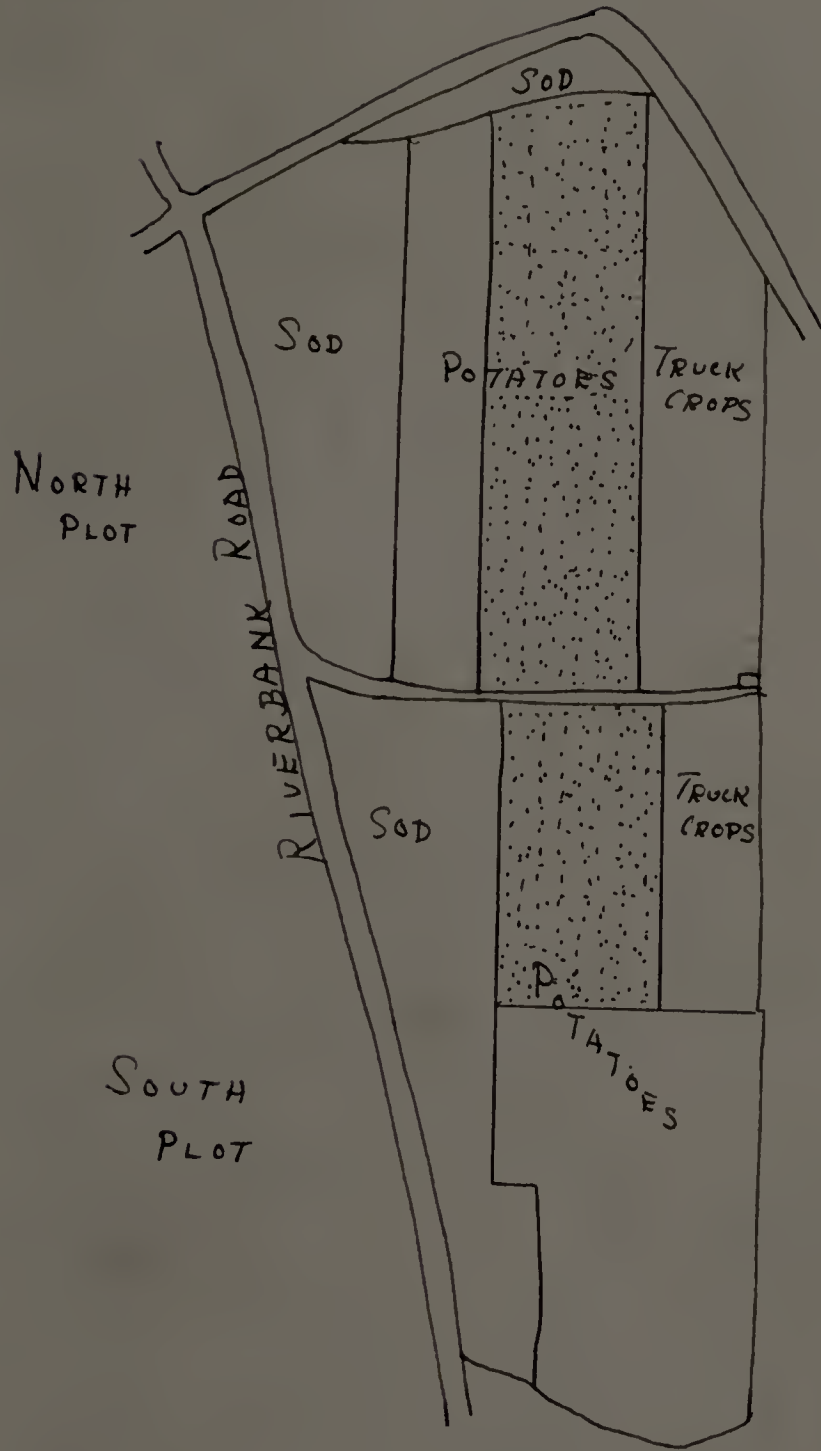 SOD
SOD
POTATOES
TRUCK
CROPS
NORTH
PLOT
RIVERBANK ROAD
SOD
TRUCK
CROPS
POTATOES
SOUTH
PLOT